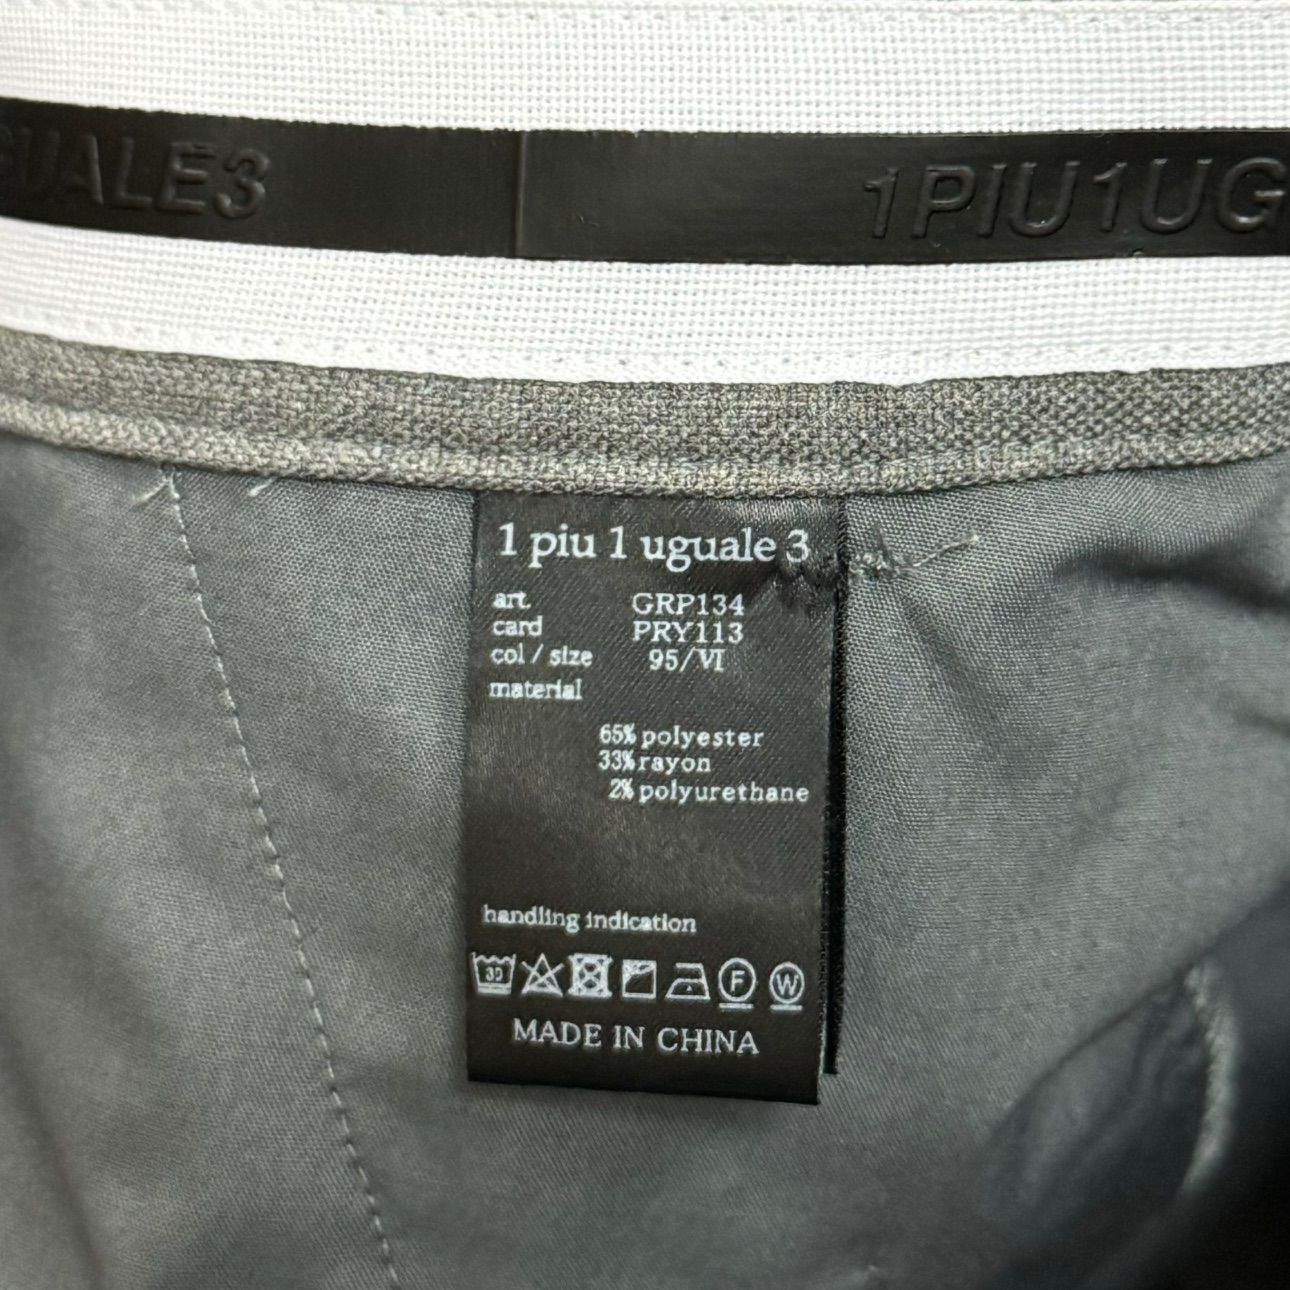 UALE3
1PIU1UG
1 piu 1 uguale 3
art. GRP134
card PRY113
col / size 95/VI
material
65% polyester
33% rayon
2% polyurethane
handling indication
30 F W
MADE IN CHINA